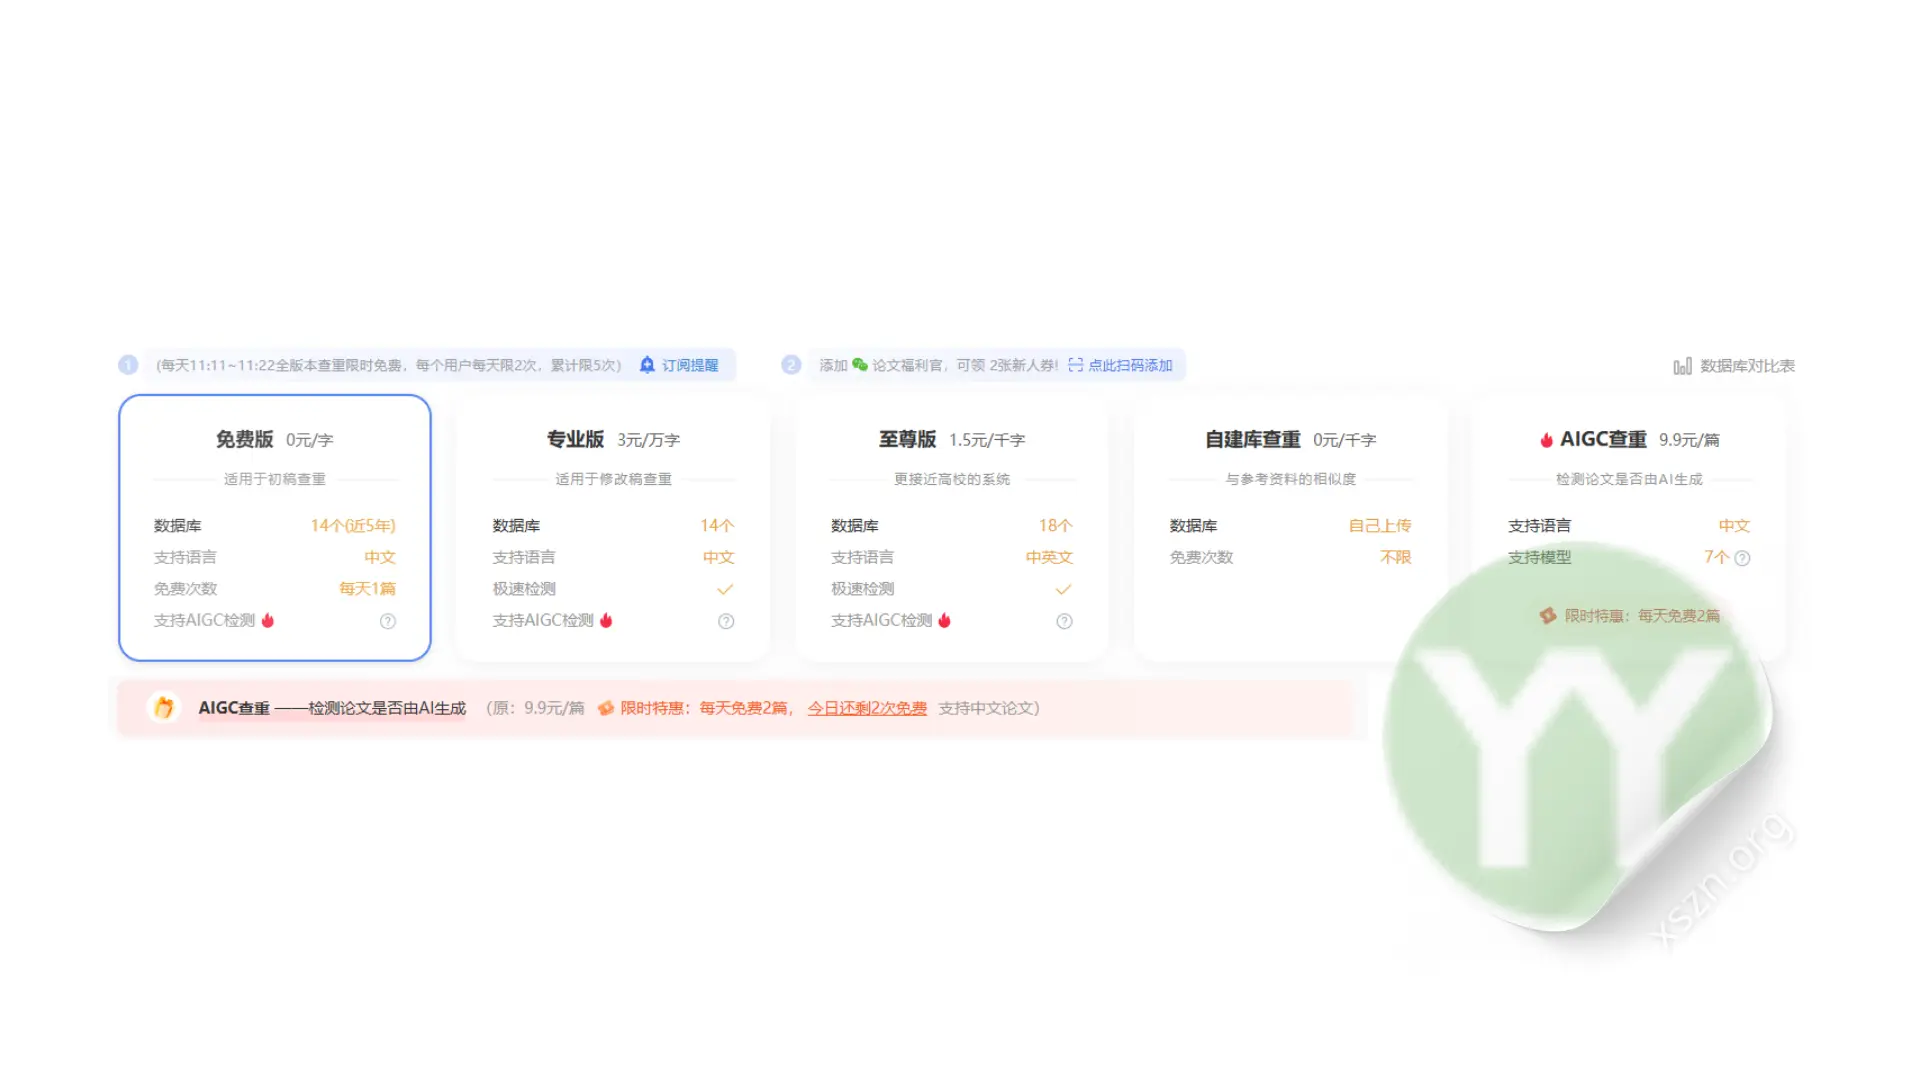 1 (每天11:11~11:22全版本查重限时免费，每个用户每天限2次，累计限5次) 订阅提醒
2 添加 论文福利官，可领 2张新人券! 点此扫码添加
数据库对比表
免费版 0元/字
适用于初稿查重
数据库 14个(近5年)
支持语言 中文
免费次数 每天1篇
支持AIGC检测 ?
专业版 3元/万字
适用于修改稿查重
数据库 14个
支持语言 中文
极速检测
支持AIGC检测 ?
至尊版 1.5元/千字
更接近高校的系统
数据库 18个
支持语言 中英文
极速检测
支持AIGC检测 ?
自建库查重 0元/千字
与参考资料的相似度
数据库 自己上传
免费次数 不限
AIGC查重 9.9元/篇
检测论文是否由AI生成
支持语言 中文
支持模型 7个 ?
限时特惠：每天免费2篇
AIGC查重 ——检测论文是否由AI生成 (原：9.9元/篇 限时特惠：每天免费2篇， 今日还剩2次免费 支持中文论文)
YY
xszn.org